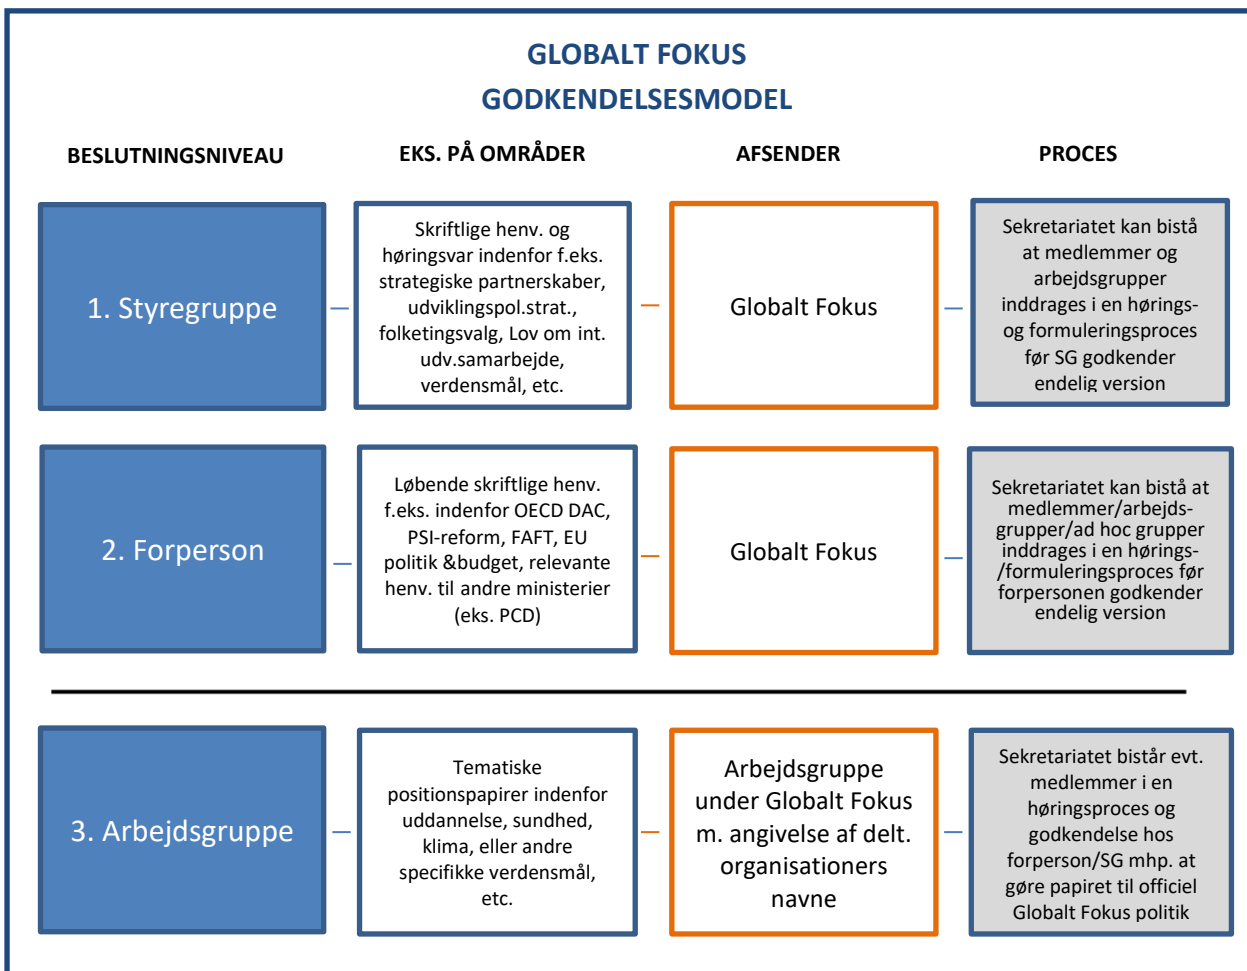 GLOBALT FOKUS
GODKENDELSESMODEL
BESLUTNINGSNIVEAU
EKS. PÅ OMRÅDER
AFSENDER
PROCES
1. Styregruppe
Skriftlige henv. og
høringsvar indenfor f.eks.
strategiske partnerskaber,
udviklingspol.strat.,
folketingsvalg, Lov om int.
udv.samarbejde,
verdensmål, etc.
Globalt Fokus
Sekretariatet kan bistå
at medlemmer og
arbejdsgrupper
inddrages i en hørings-
og formuleringsproces
før SG godkender
endelig version
2. Forperson
Løbende skriftlige henv.
f.eks. indenfor OECD DAC,
PSI-reform, FAFT, EU
politik &budget, relevante
henv. til andre ministerier
(eks. PCD)
Globalt Fokus
Sekretariatet kan bistå at
medlemmer/arbejds-
grupper/ad hoc grupper
inddrages i en hørings-
/formuleringsproces før
forpersonen godkender
endelig version
3. Arbejdsgruppe
Tematiske
positionspapirer indenfor
uddannelse, sundhed,
klima, eller andre
specifikke verdensmål,
etc.
Arbejdsgruppe
under Globalt Fokus
m. angivelse af delt.
organisationers
navne
Sekretariatet bistår evt.
medlemmer i en
høringsproces og
godkendelse hos
forperson/SG mhp. at
gøre papiret til officiel
Globalt Fokus politik